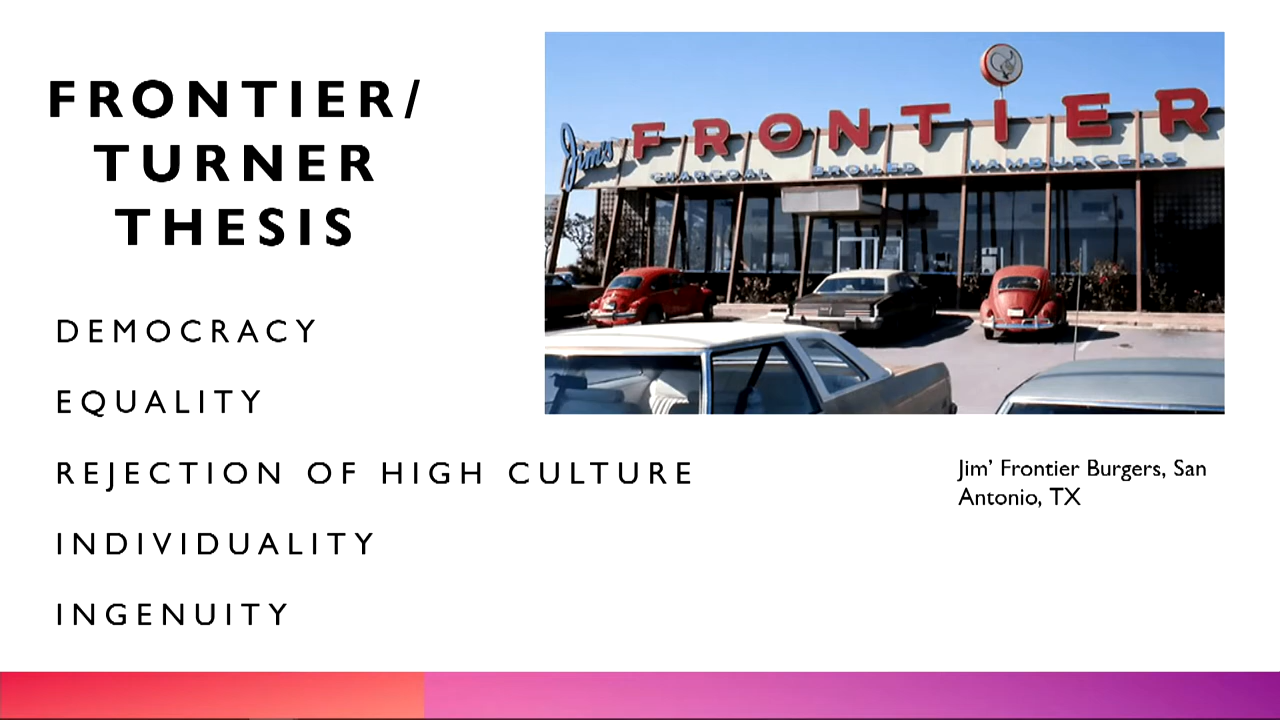 FRONTIER/
TURNER
THESIS
DEMOCRACY
EQUALITY
REJECTION OF HIGH CULTURE
INDIVIDUALITY
INGENUITY
Jim's FRONTIER
CHARCOAL BROILED HAMBURGERS
Jim' Frontier Burgers, San
Antonio, TX